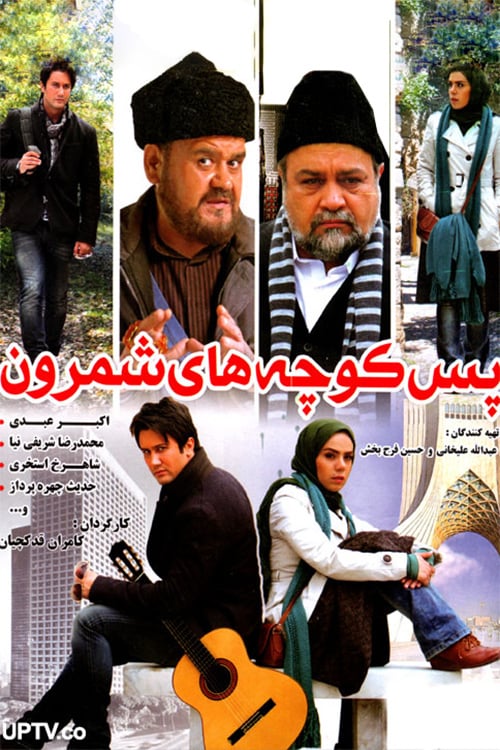 پس کوچه های شمرون
تهیه کنندگان :
عبدالله علیخانی و حسین فرح بخش
اکبر عبدی
محمدرضا شریفی نیا
شاهرخ استخری
حدیث چهره پرداز
و...
کارگردان :
کامران قدکچیان
UPTV.co